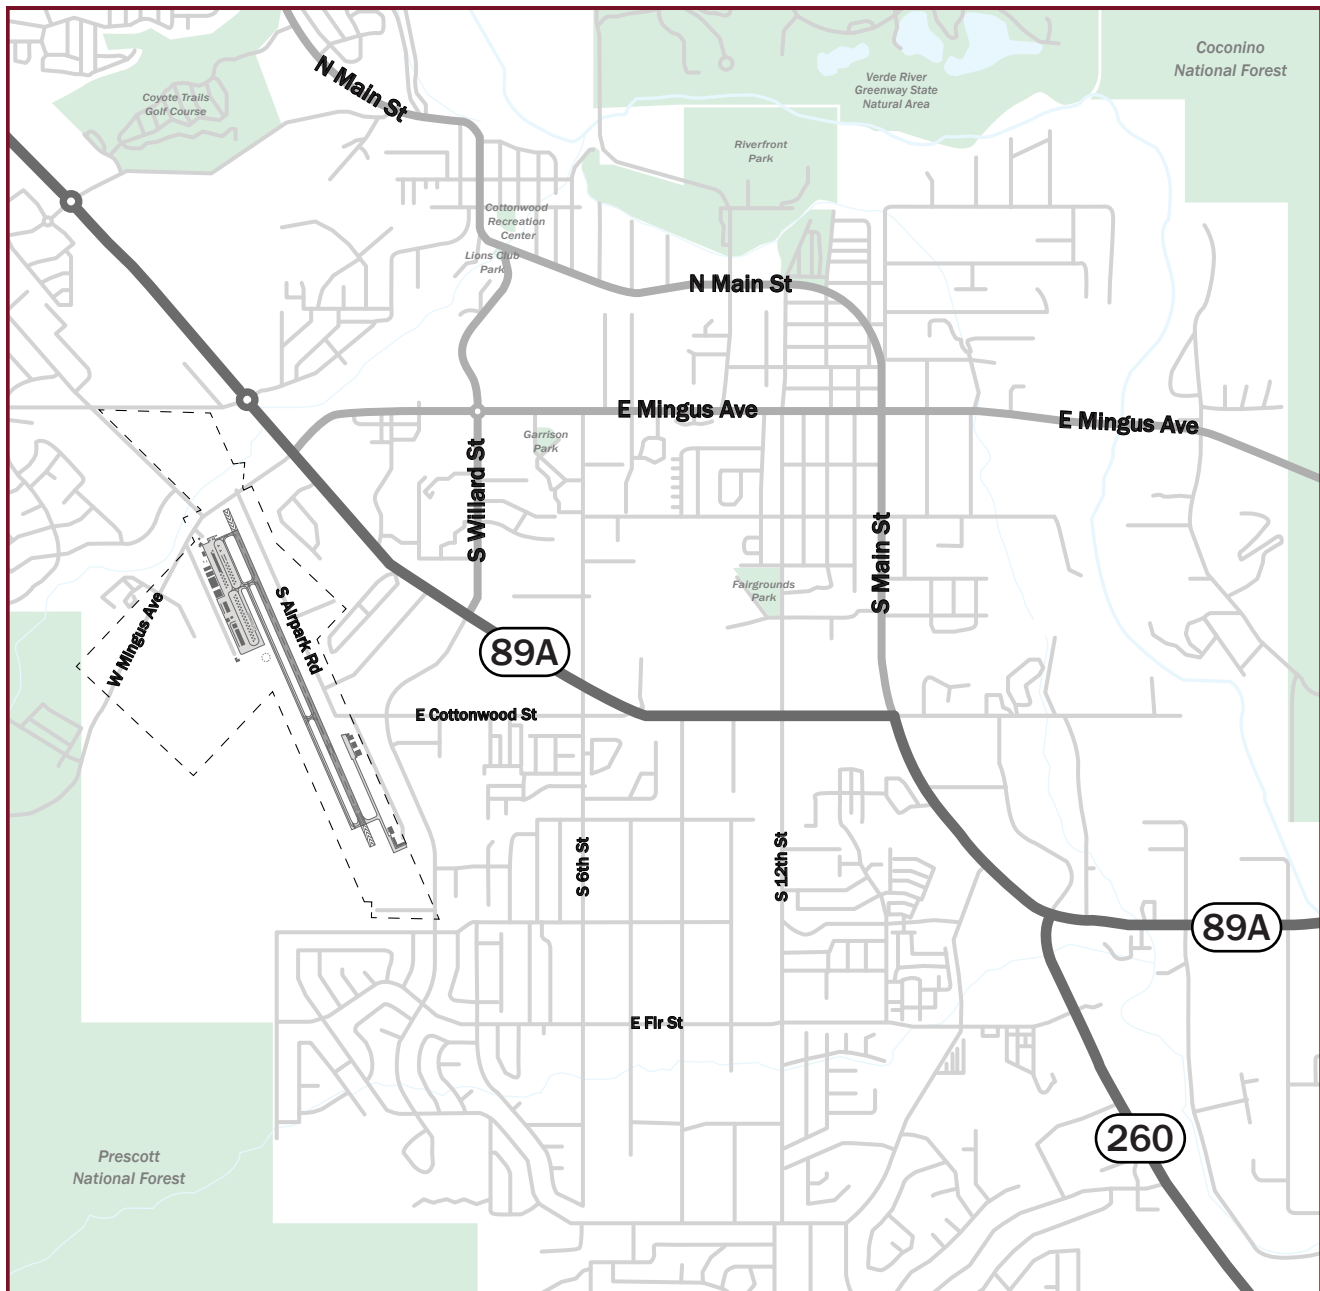 Coconino
National Forest
N Main St
Verde River
Greenway State
Natural Area
Coyote Trails
Golf Course
Riverfront
Park
Cottonwood
Recreation
Center
Lions Club
Park
N Main St
E Mingus Ave
E Mingus Ave
Garrison
Park
S Willard St
S Main St
Fairgrounds
Park
S Airpark Rd
W Mingus Ave
89A
E Cottonwood St
S 6th St
S 12th St
89A
E Fir St
260
Prescott
National Forest